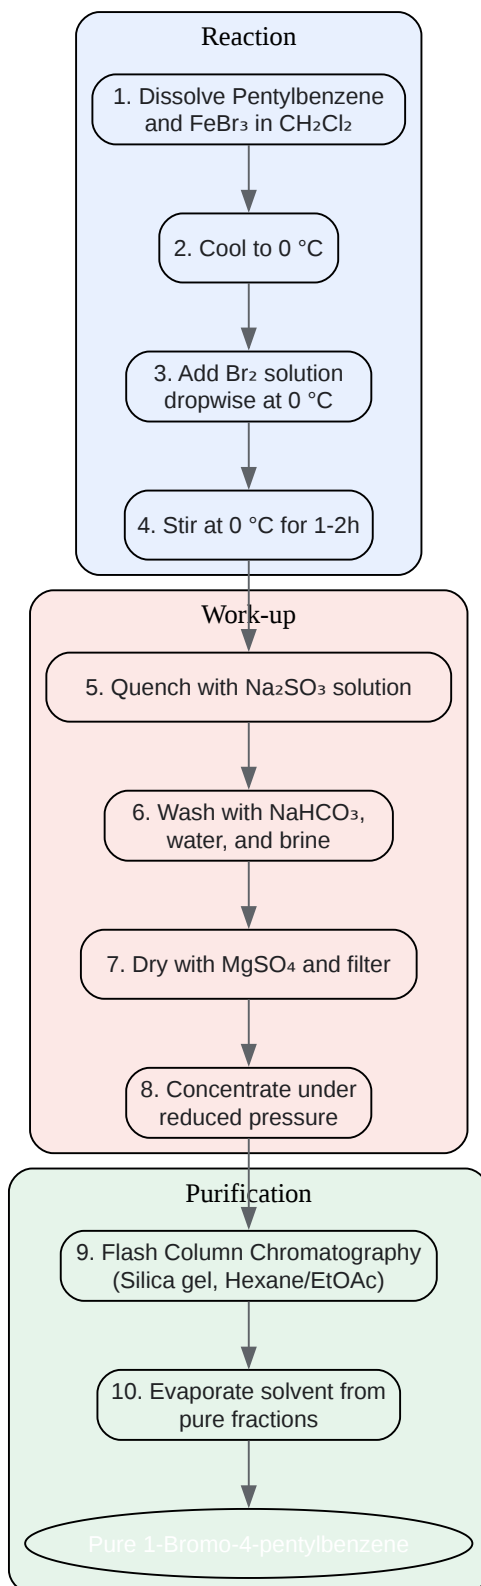 Reaction
1. Dissolve Pentylbenzene
and FeBr₃ in CH₂Cl₂
2. Cool to 0 °C
3. Add Br₂ solution
dropwise at 0 °C
4. Stir at 0 °C for 1-2h
Work-up
5. Quench with Na₂SO₃ solution
6. Wash with NaHCO₃,
water, and brine
7. Dry with MgSO₄ and filter
8. Concentrate under
reduced pressure
Purification
9. Flash Column Chromatography
(Silica gel, Hexane/EtOAc)
10. Evaporate solvent from
pure fractions
Pure 1-Bromo-4-pentylbenzene